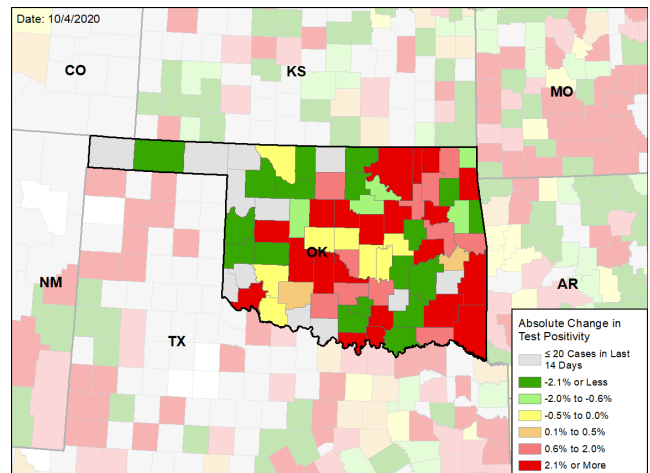 Date: 10/4/2020
CO
KS
MO
OK
NM
AR
TX
Absolute Change in
Test Positivity
≤ 20 Cases in Last
14 Days
-2.1% or Less
-2.0% to -0.6%
-0.5% to 0.0%
0.1% to 0.5%
0.6% to 2.0%
2.1% or More